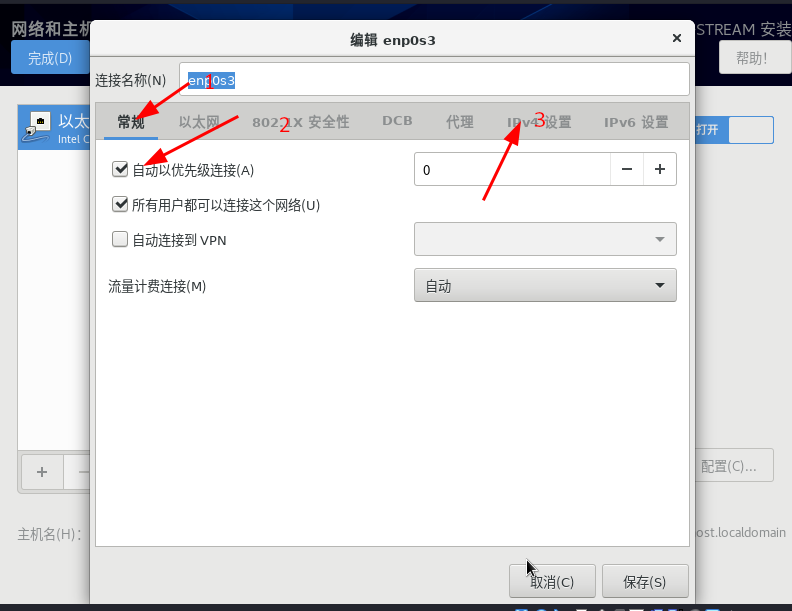 网络和主机
编辑 enp0s3
STREAM 安装
完成(D)
帮助!
连接名称(N)
enp0s3
1
常规
以太网
802.1X 安全性
DCB
代理
IPv4 设置
IPv6 设置
2
3
以太
Intel C
打开
自动以优先级连接(A)
0
所有用户都可以连接这个网络(U)
自动连接到 VPN
流量计费连接(M)
自动
配置(C)...
主机名(H):
ost.localdomain
取消(C)
保存(S)